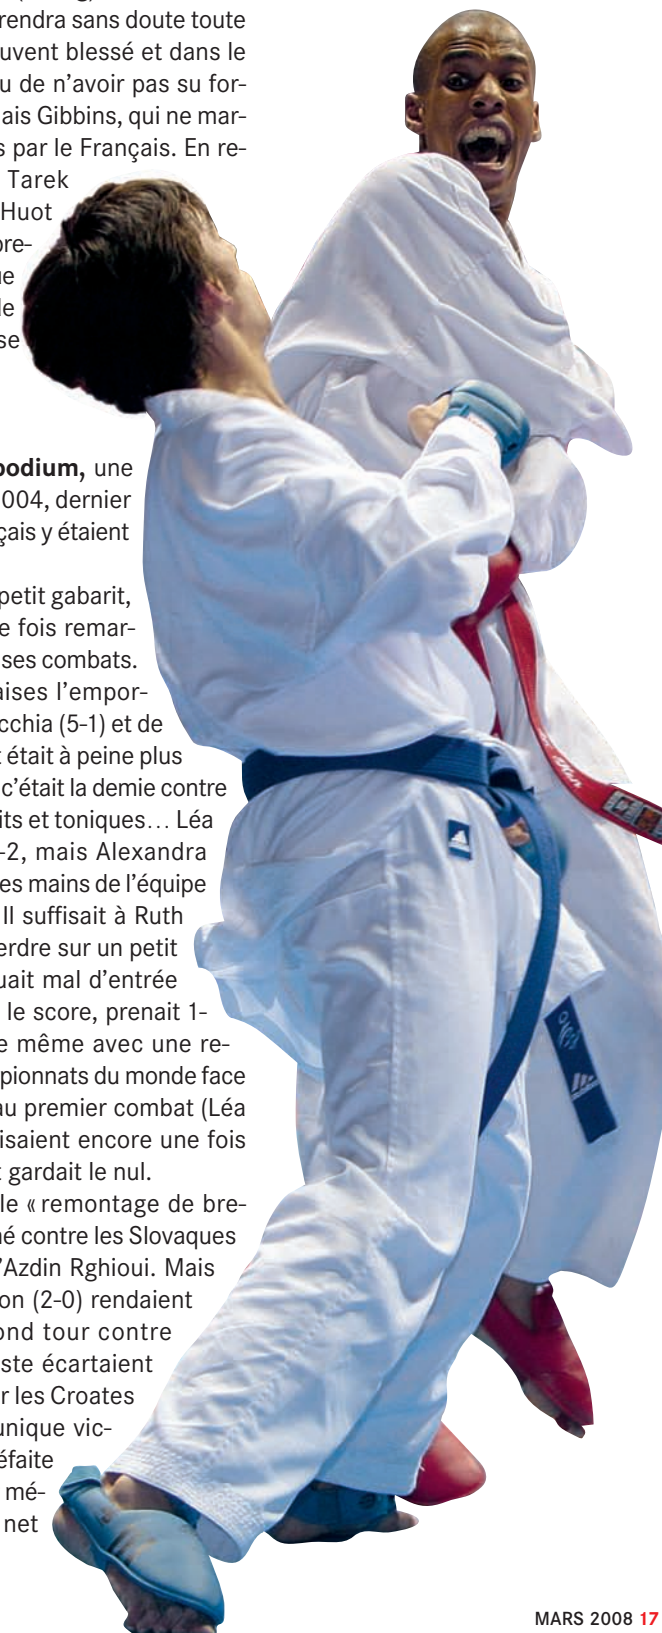 rendra sans doute toute
uvent blessé et dans le
u de n’avoir pas su for-
ais Gibbins, qui ne mar-
s par le Français. En re-
Tarek
Huot
ore-
ue
de
se
podium, une
004, dernier
çais y étaient
petit gabarit,
e fois remar-
ses combats.
aises l’empor-
cchia (5-1) et de
t était à peine plus
c’était la demie contre
its et toniques… Léa
-2, mais Alexandra
es mains de l’équipe
Il suffisait à Ruth
erdre sur un petit
uait mal d’entrée
le score, prenait 1-
e même avec une re-
pionnats du monde face
au premier combat (Léa
isaient encore une fois
t gardait le nul.
le « remontage de bre-
né contre les Slovaques
’Azdin Rghioui. Mais
on (2-0) rendaient
ond tour contre
ste écartaient
r les Croates
unique vic-
éfaite
mé-
net
MARS 2008 17